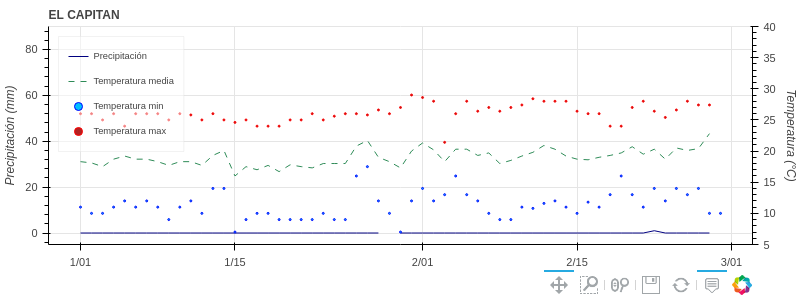 EL CAPITAN
Precipitación (mm)
80
60
40
20
0
Precipitación
Temperatura media
Temperatura min
Temperatura max
40
35
30
25
20
15
10
5
Temperatura (°C)
1/01
1/15
2/01
2/15
3/01